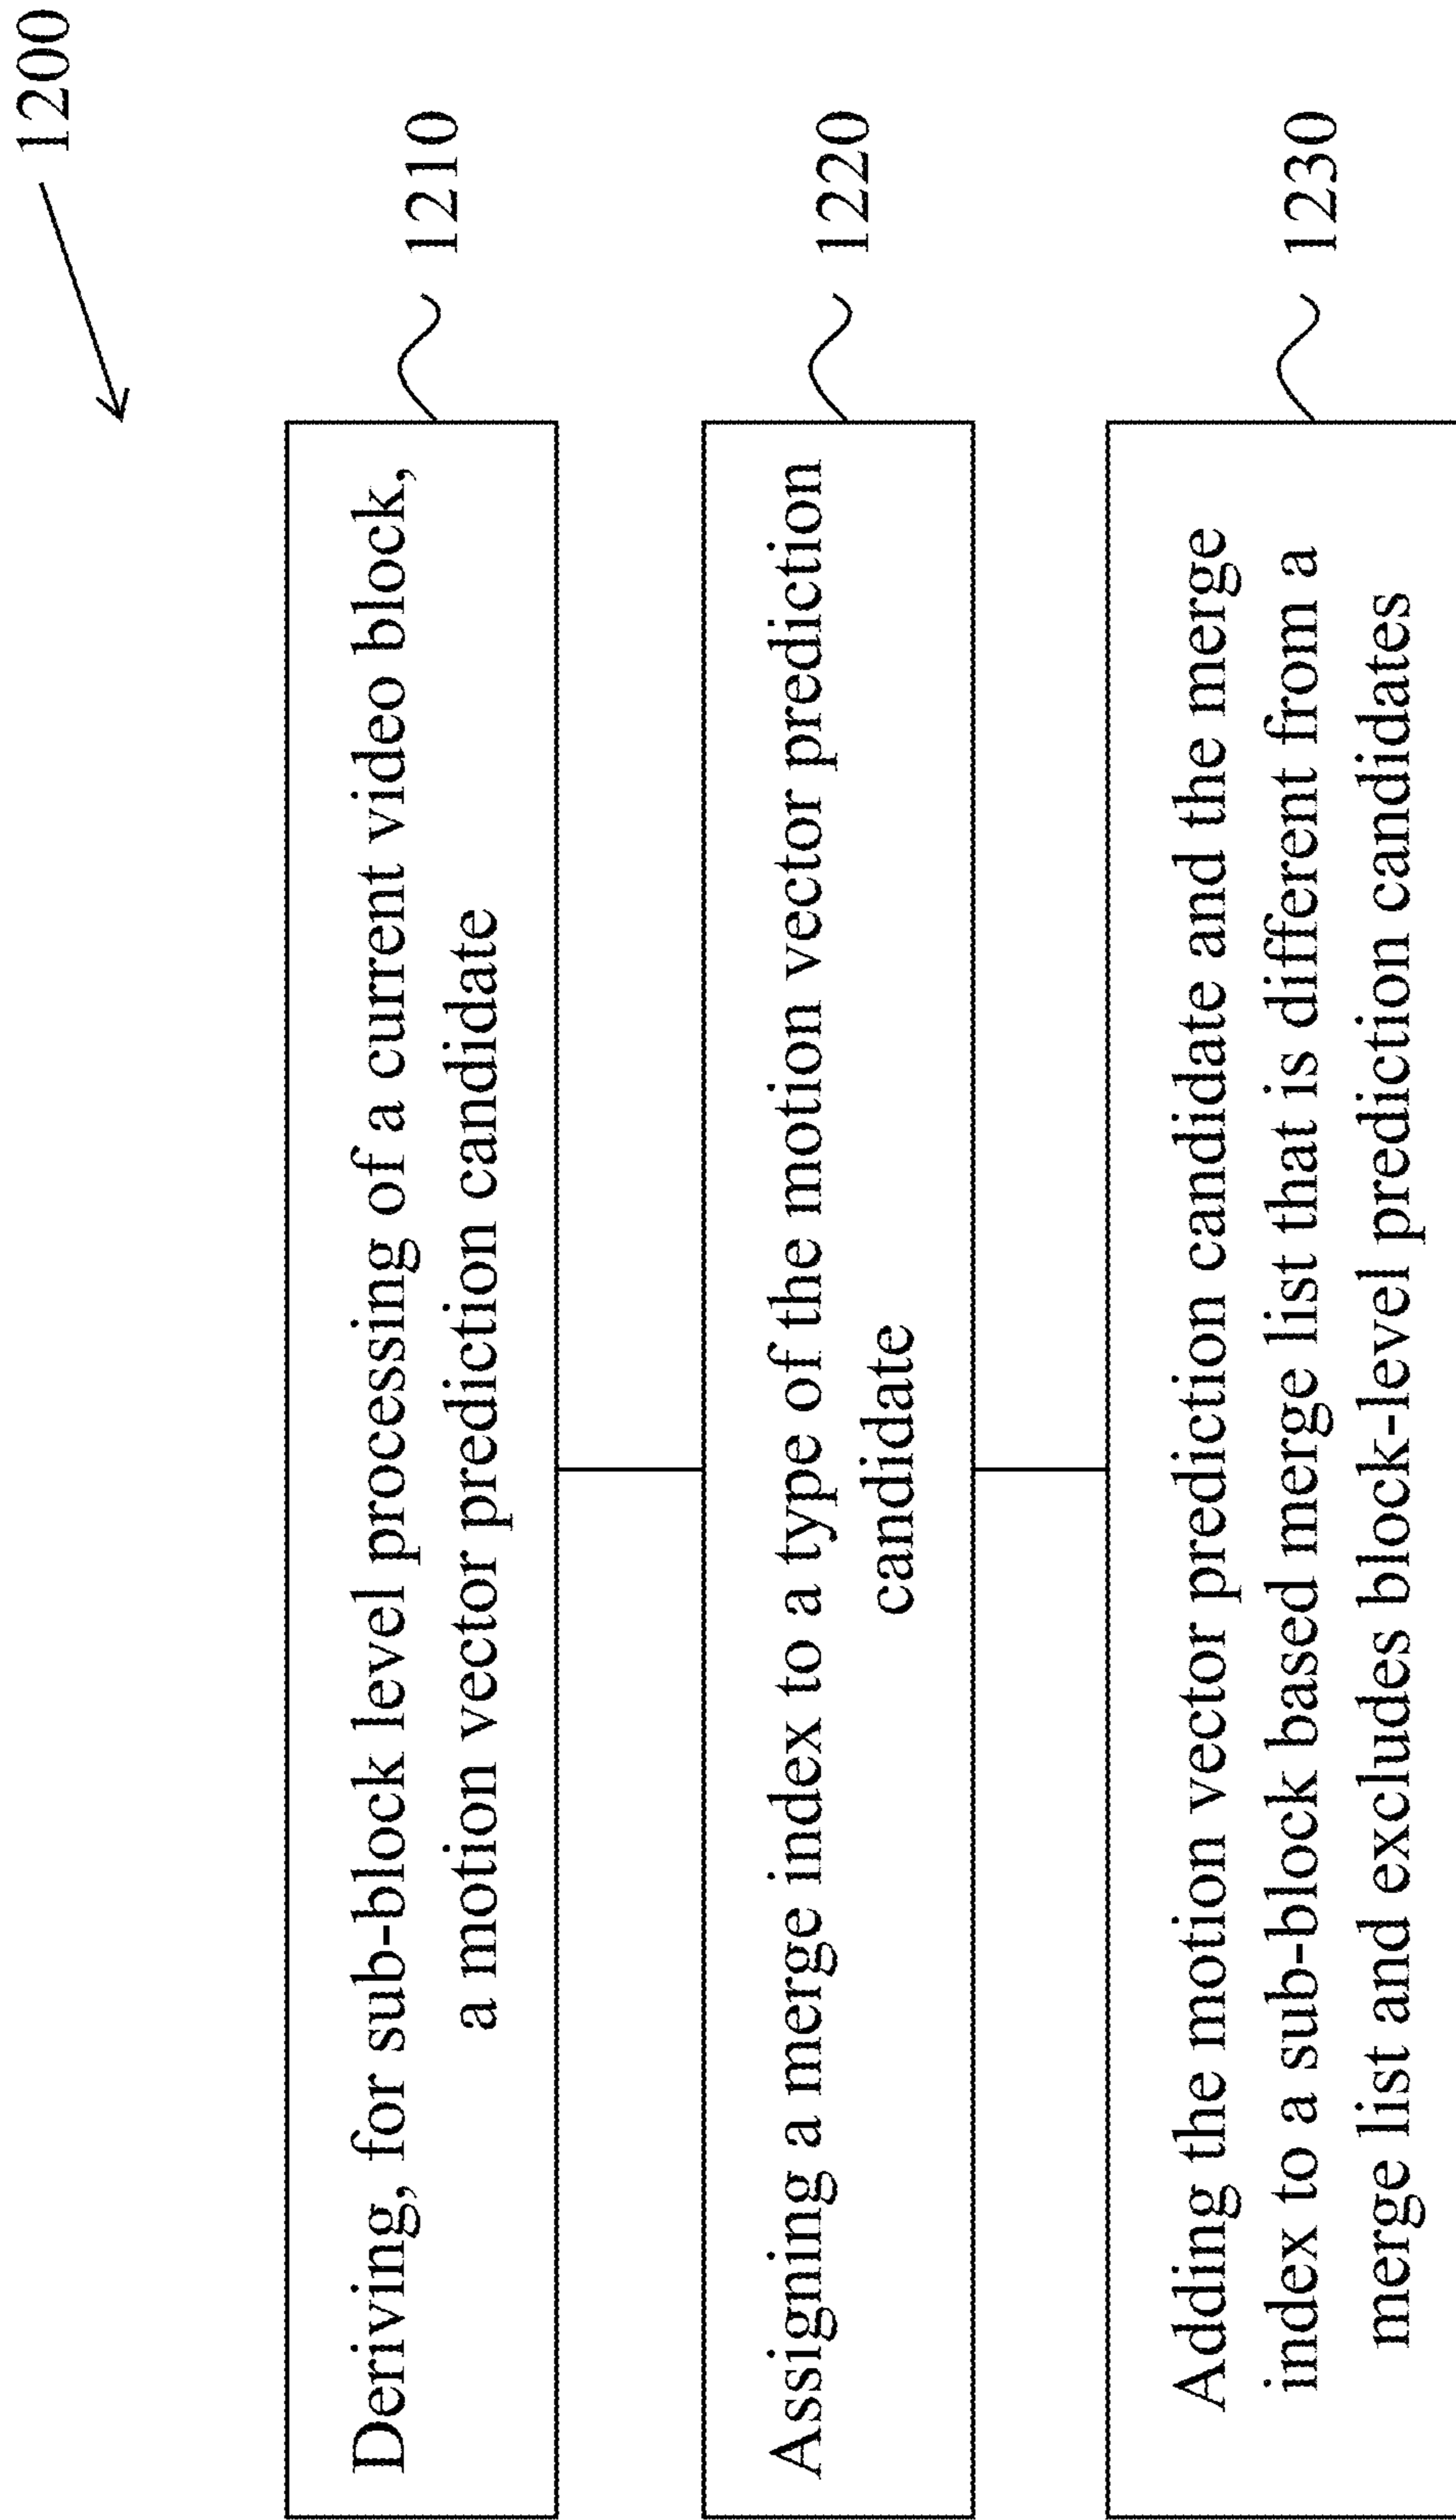 1200
Deriving, for sub-block level processing of a current video block,
a motion vector prediction candidate
1210
Assigning a merge index to a type of the motion vector prediction
candidate
1220
Adding the motion vector prediction candidate and the merge
index to a sub-block based merge list that is different from a
merge list and excludes block-level prediction candidates
1230